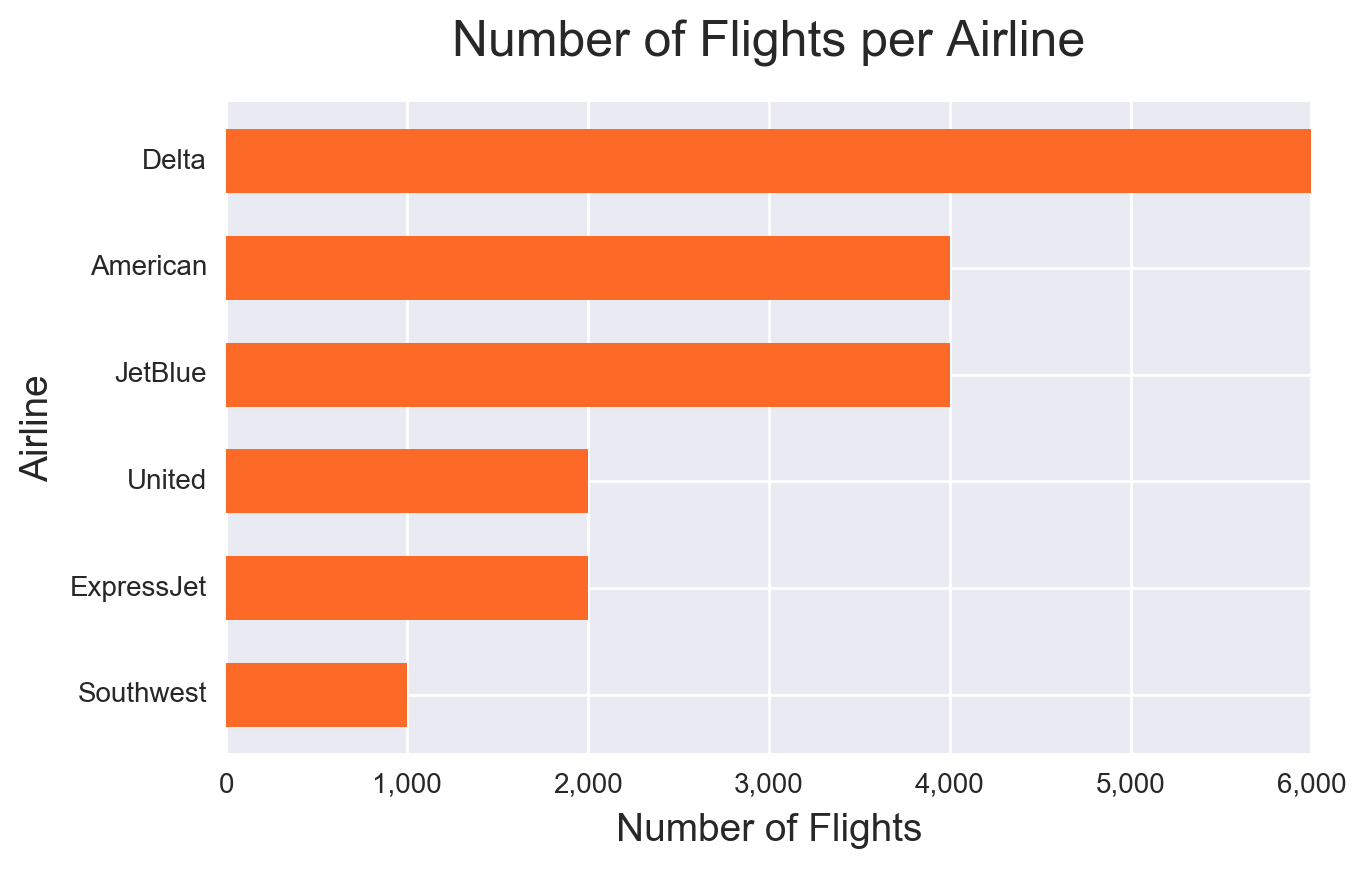 Number of Flights per Airline
Airline
Delta
American
JetBlue
United
ExpressJet
Southwest
0 1,000 2,000 3,000 4,000 5,000 6,000
Number of Flights